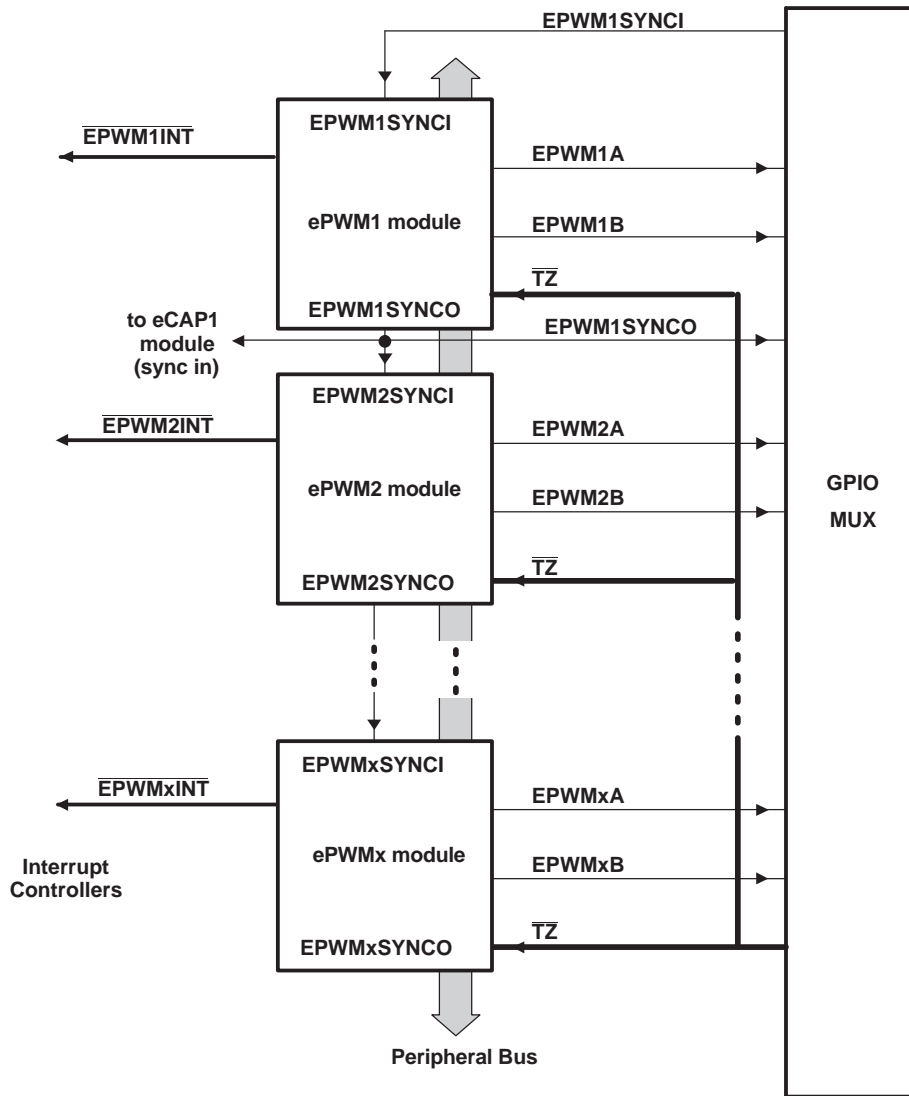 EPWM1SYNCI
EPWM1INT
EPWM1SYNCI
EPWM1A
ePWM1 module
EPWM1B
TZ
EPWM1SYNCO
to eCAP1
module
(sync in)
EPWM1SYNCO
EPWM2SYNCI
EPWM2INT
EPWM2A
ePWM2 module
EPWM2B
GPIO
MUX
TZ
EPWM2SYNCO
EPWMxSYNCI
EPWMxINT
EPWMxA
ePWMx module
EPWMxB
Interrupt
Controllers
TZ
EPWMxSYNCO
Peripheral Bus